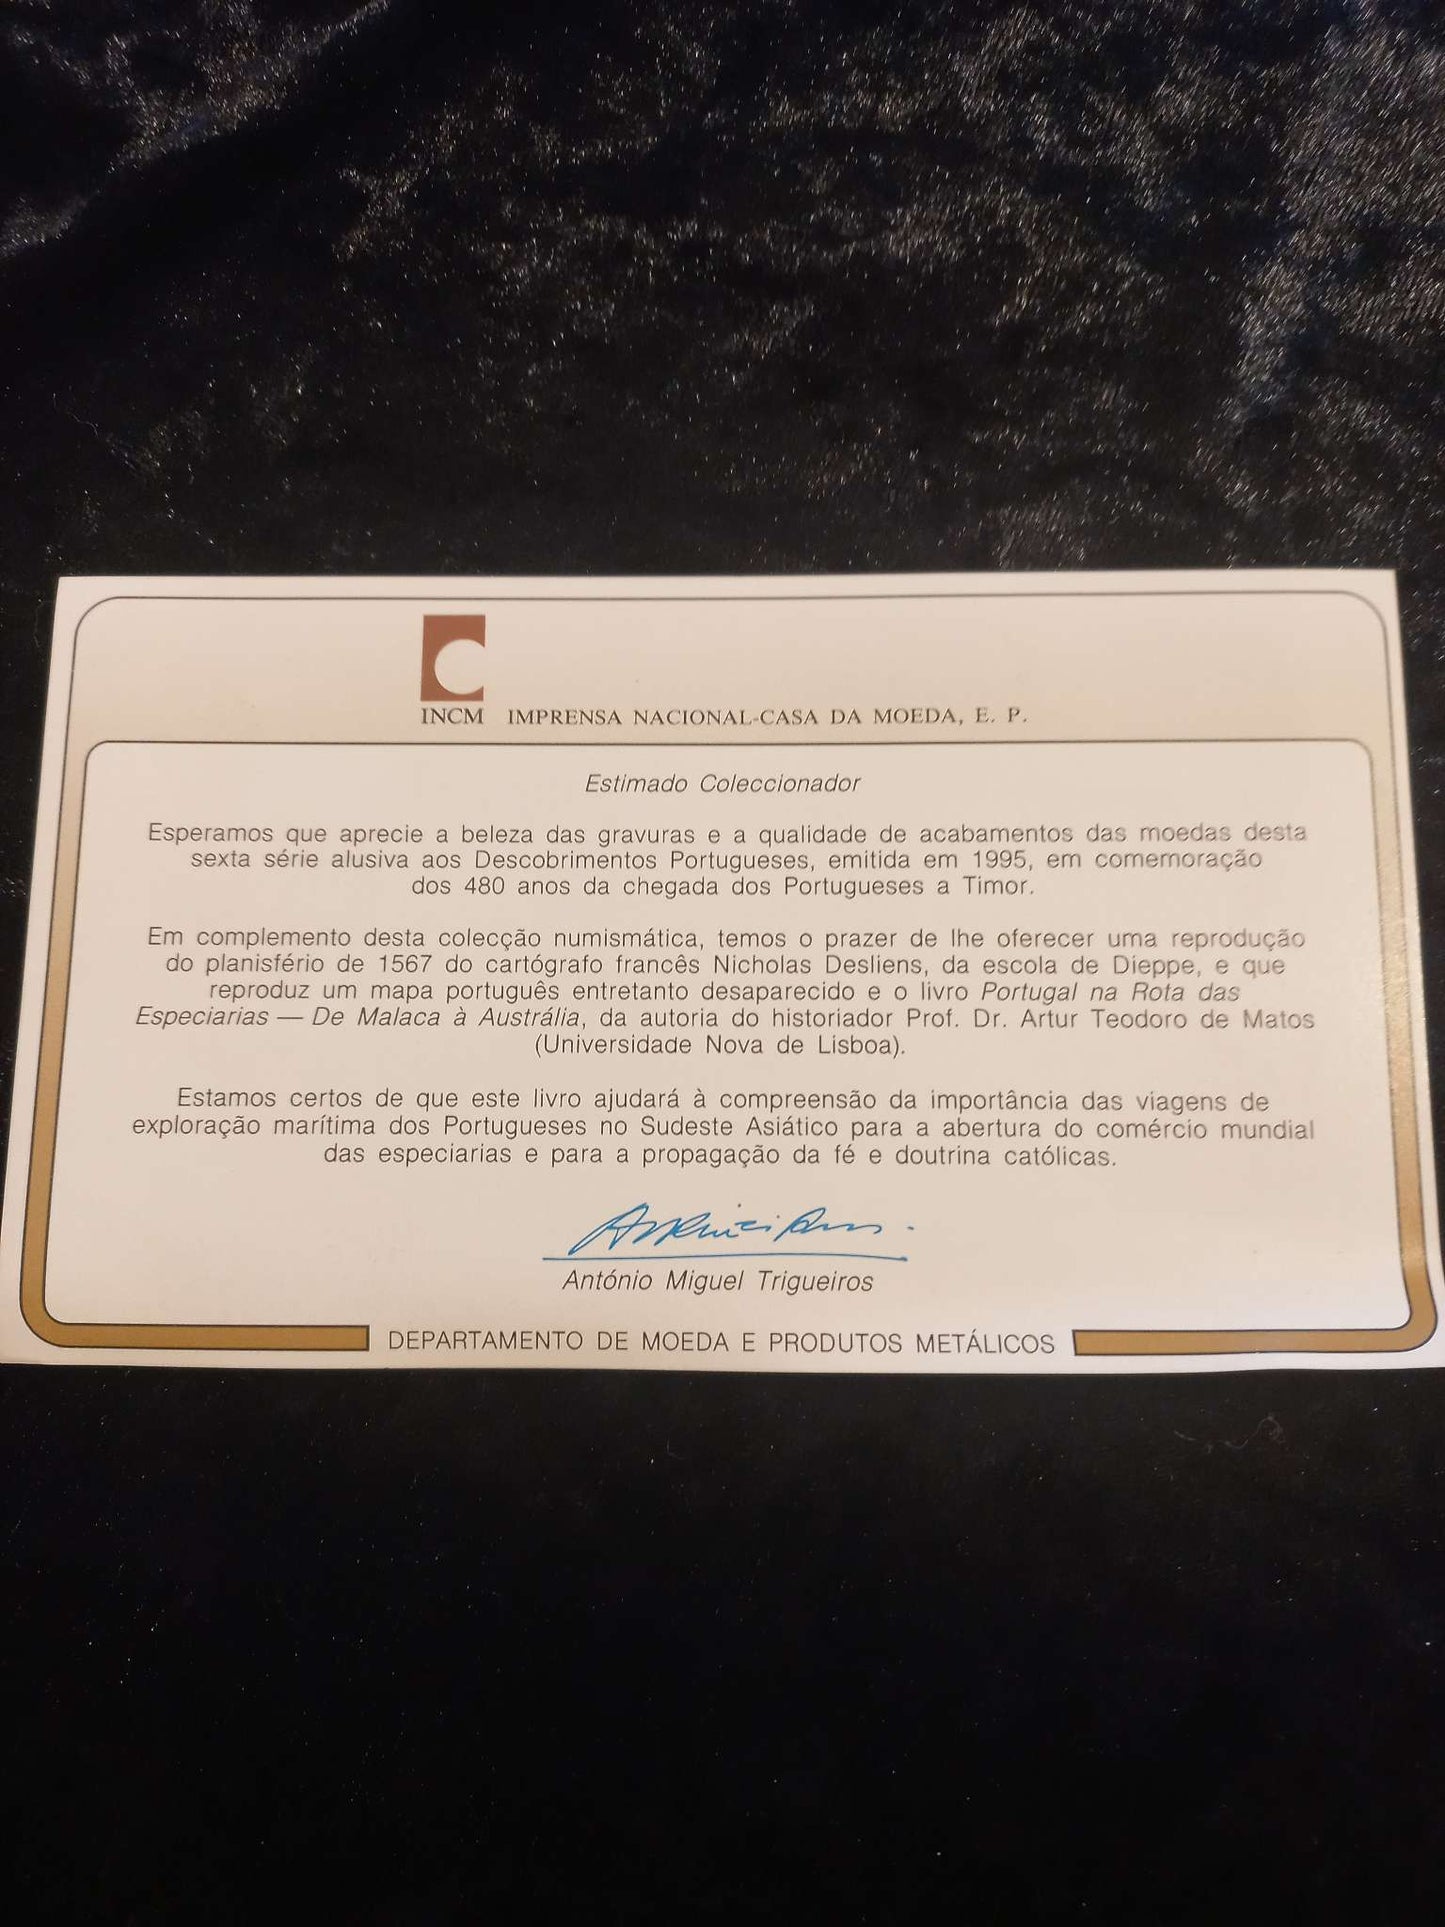 INCM IMPRENSA NACIONAL-CASA DA MOEDA, E. P.
Estimado Coleccionador
Esperamos que aprecie a beleza das gravuras e a qualidade de acabamentos das moedas desta
sexta série alusiva aos Descobrimentos Portugueses, emitida em 1995, em comemoração
dos 480 anos da chegada dos Portugueses a Timor.
Em complemento desta colecção numismática, temos o prazer de lhe oferecer uma reprodução
do planisfério de 1567 do cartógrafo francês Nicholas Desliens, da escola de Dieppe, e que
reproduz um mapa português entretanto desaparecido e o livro Portugal na Rota das
Especiarias — De Malaca à Austrália, da autoria do historiador Prof. Dr. Artur Teodoro de Matos
(Universidade Nova de Lisboa).
Estamos certos de que este livro ajudará à compreensão da importância das viagens de
exploração marítima dos Portugueses no Sudeste Asiático para a abertura do comércio mundial
das especiarias e para a propagação da fé e doutrina católicas.
António Miguel Trigueiros
DEPARTAMENTO DE MOEDA E PRODUTOS METÁLICOS